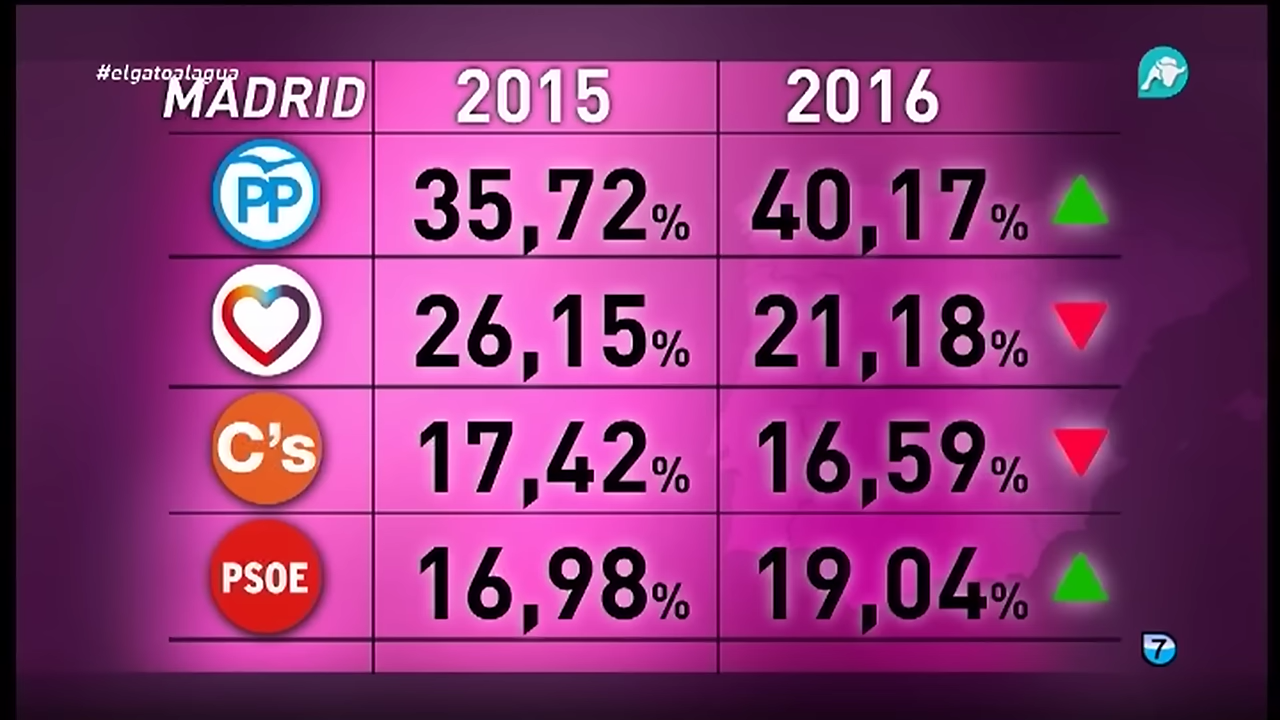 #elgatoalagua
MADRID 2015 2016
PP 35,72% 40,17%
26,15% 21,18%
C's 17,42% 16,59%
PSOE 16,98% 19,04%
7